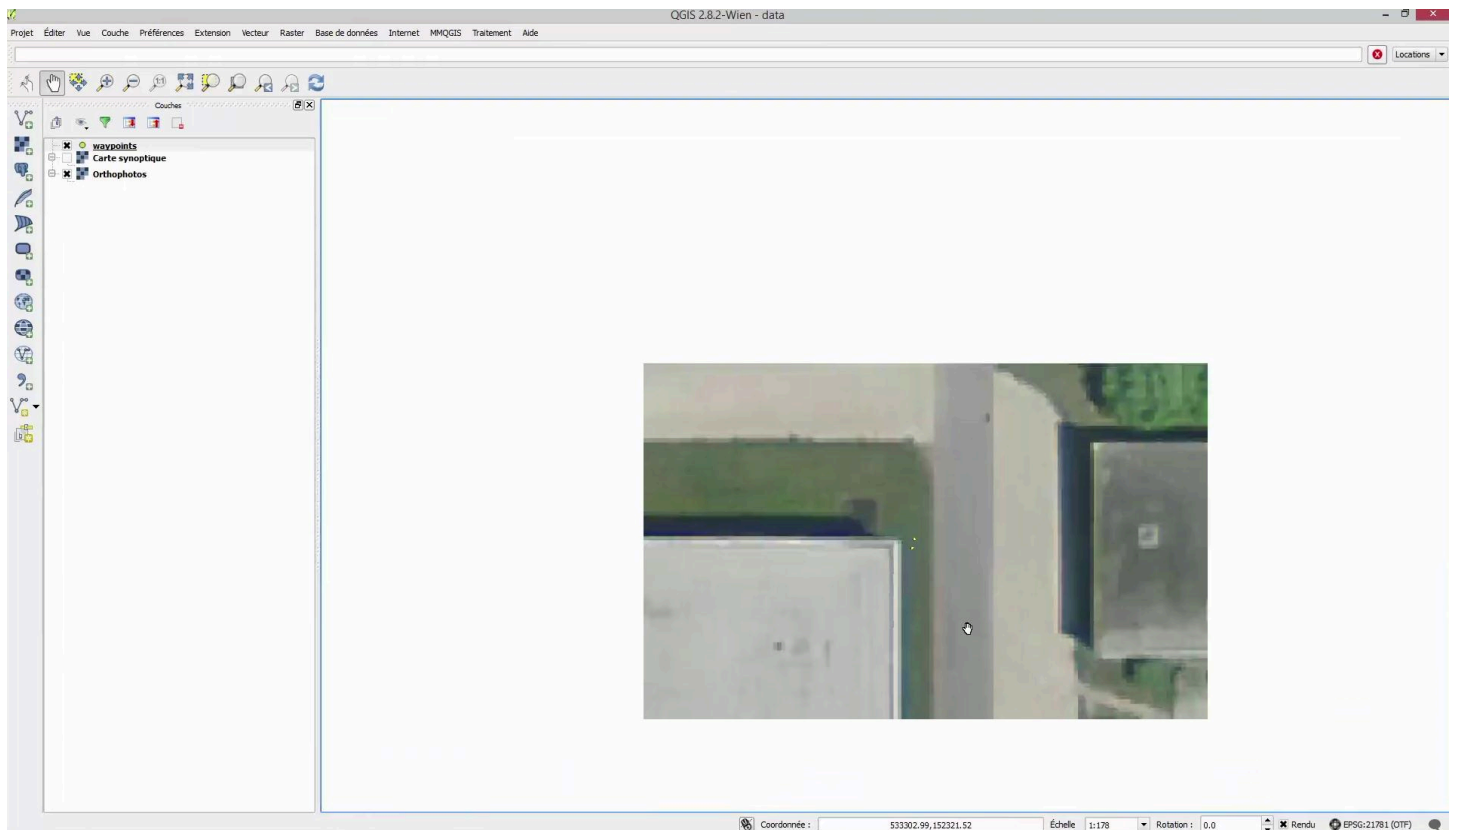 QGIS 2.8.2-Wien - data
Projet Éditer Vue Couche Préférences Extension Vecteur Raster Base de données Internet MMQGIS Traitement Aide
Locations
Couches
waypoints
Carte synoptique
Orthophotos
Coordonnée : 533302.99,152321.52 Échelle 1:178 Rotation : 0.0 Rendu EPSG:21781 (OTF)